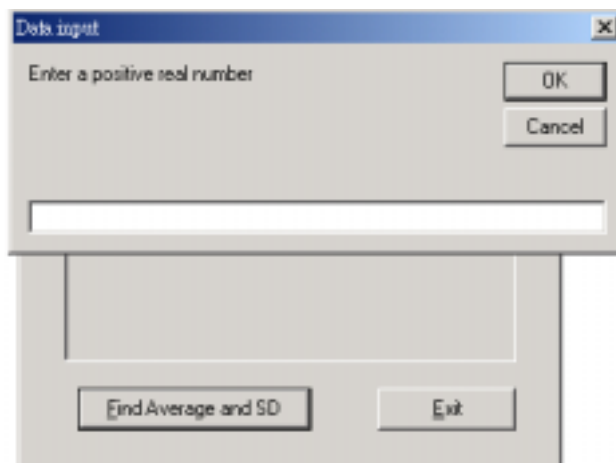 Data input
Enter a positive real number
OK
Cancel
Find Average and SD
Exit